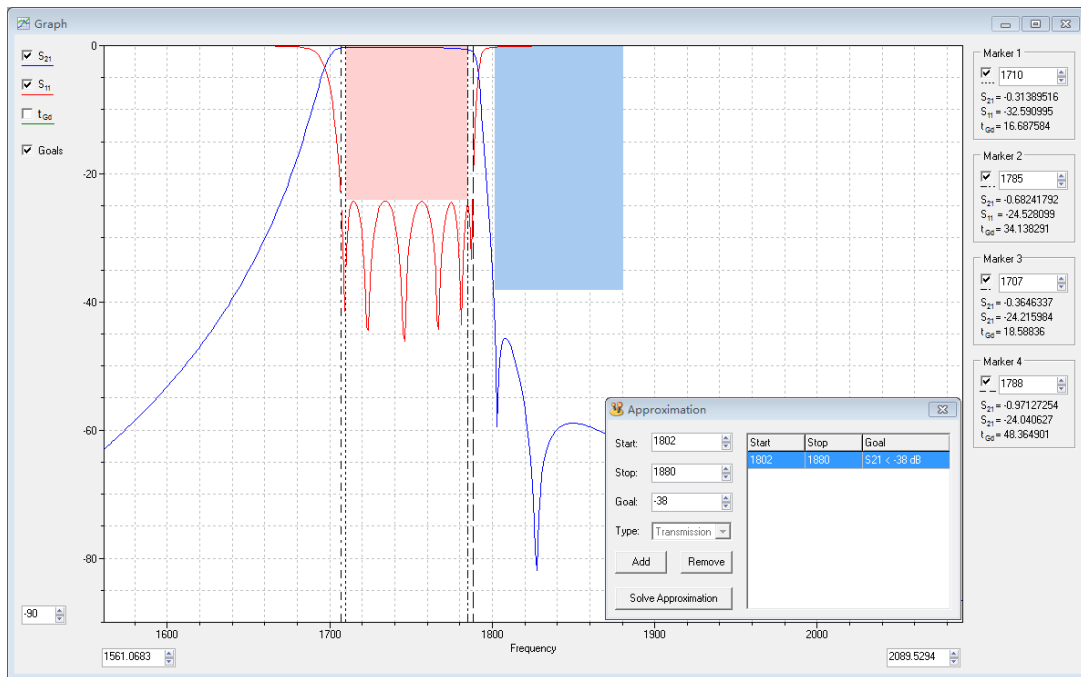 Graph
S21
S11
tGd
Goals
0
-20
-40
-60
-80
-90
1600
1700
1800
1900
2000
Frequency
1561.0683
2089.5294
Marker 1
1710
S21 = -0.31389516
S11 = -32.590995
tGd = 16.687584
Marker 2
1785
S21 = -0.68241792
S11 = -24.528099
tGd = 34.138291
Marker 3
1707
S21 = -0.3646337
S21 = -24.215984
tGd = 18.58836
Marker 4
1788
S21 = -0.97127254
S21 = -24.040627
tGd = 48.364901
Approximation
Start: 1802
Stop: 1880
Goal: -38
Type: Transmission
Add Remove
Solve Approximation
Start Stop Goal
1802 1880 S21 < -38 dB